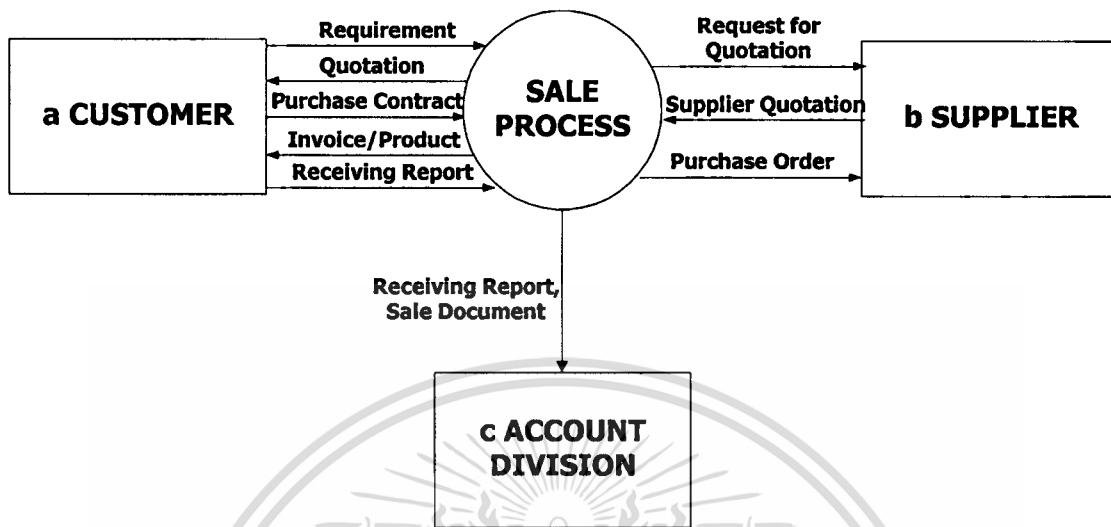 Requirement
Quotation
Purchase Contract
Invoice/Product
Receiving Report
a CUSTOMER
SALE
PROCESS
Request for
Quotation
Supplier Quotation
Purchase Order
b SUPPLIER
Receiving Report,
Sale Document
c ACCOUNT
DIVISION